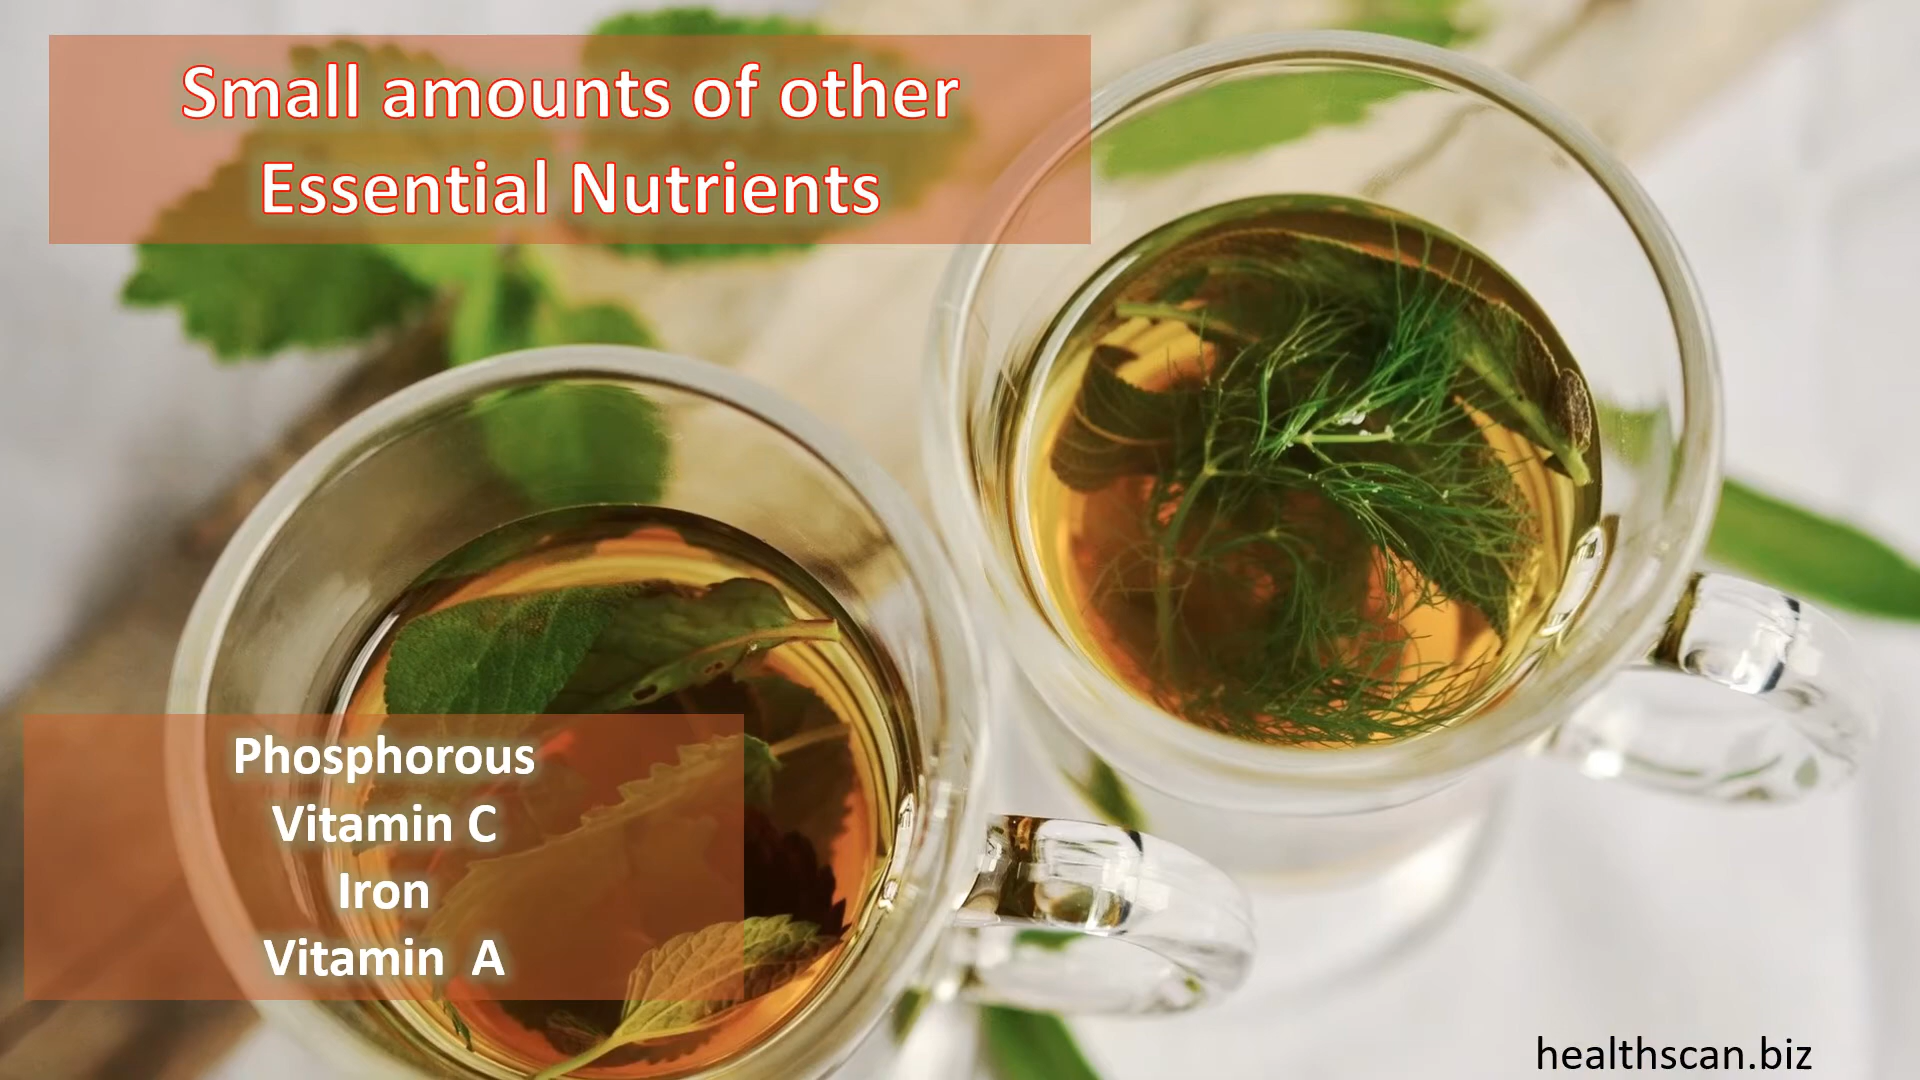 Small amounts of other
Essential Nutrients
Phosphorous
Vitamin C
Iron
Vitamin  A
healthscan.biz